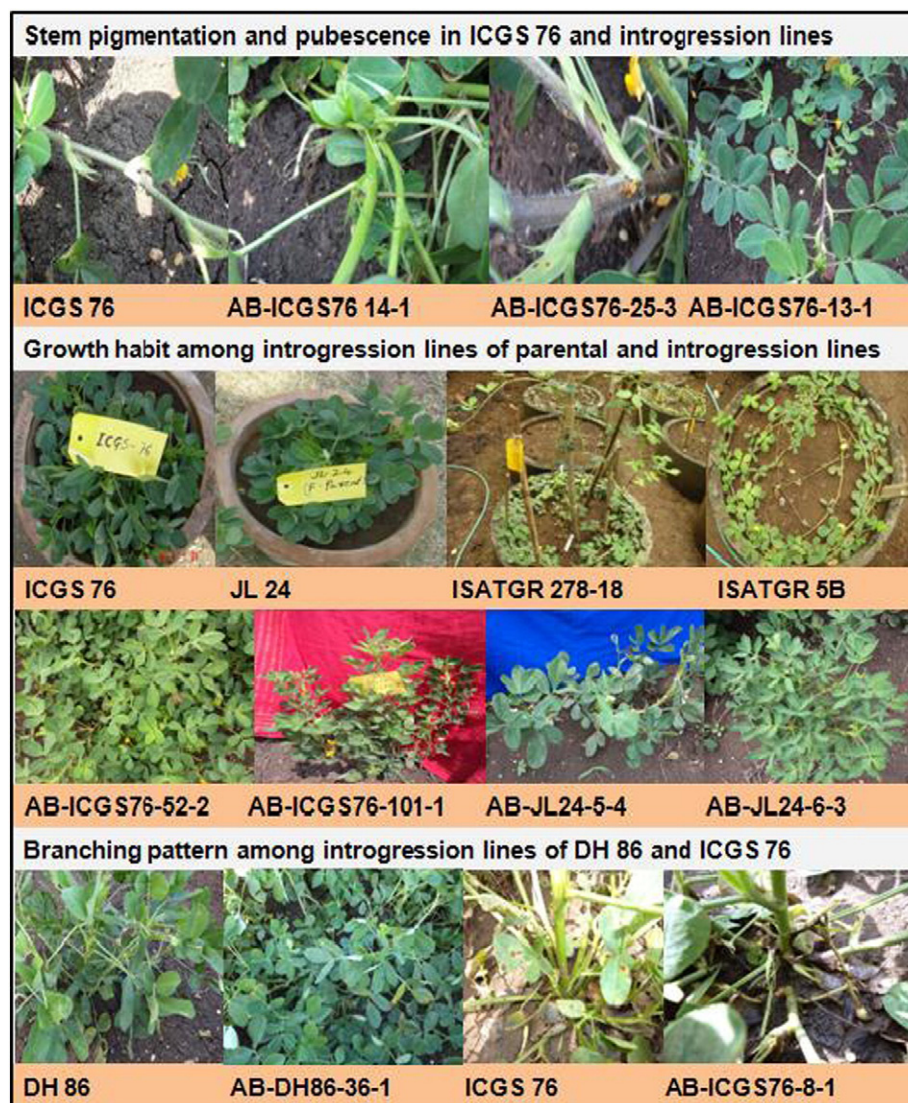 Stem pigmentation and pubescence in ICGS 76 and introgression lines
ICGS 76 AB-ICGS76 14-1 AB-ICGS76-25-3 AB-ICGS76-13-1
Growth habit among introgression lines of parental and introgression lines
ICGS-76
JL-24
(F-Parent)
ICGS 76 JL 24 ISATGR 278-18 ISATGR 5B
AB-ICGS76-52-2 AB-ICGS76-101-1 AB-JL24-5-4 AB-JL24-6-3
Branching pattern among introgression lines of DH 86 and ICGS 76
DH 86 AB-DH86-36-1 ICGS 76 AB-ICGS76-8-1